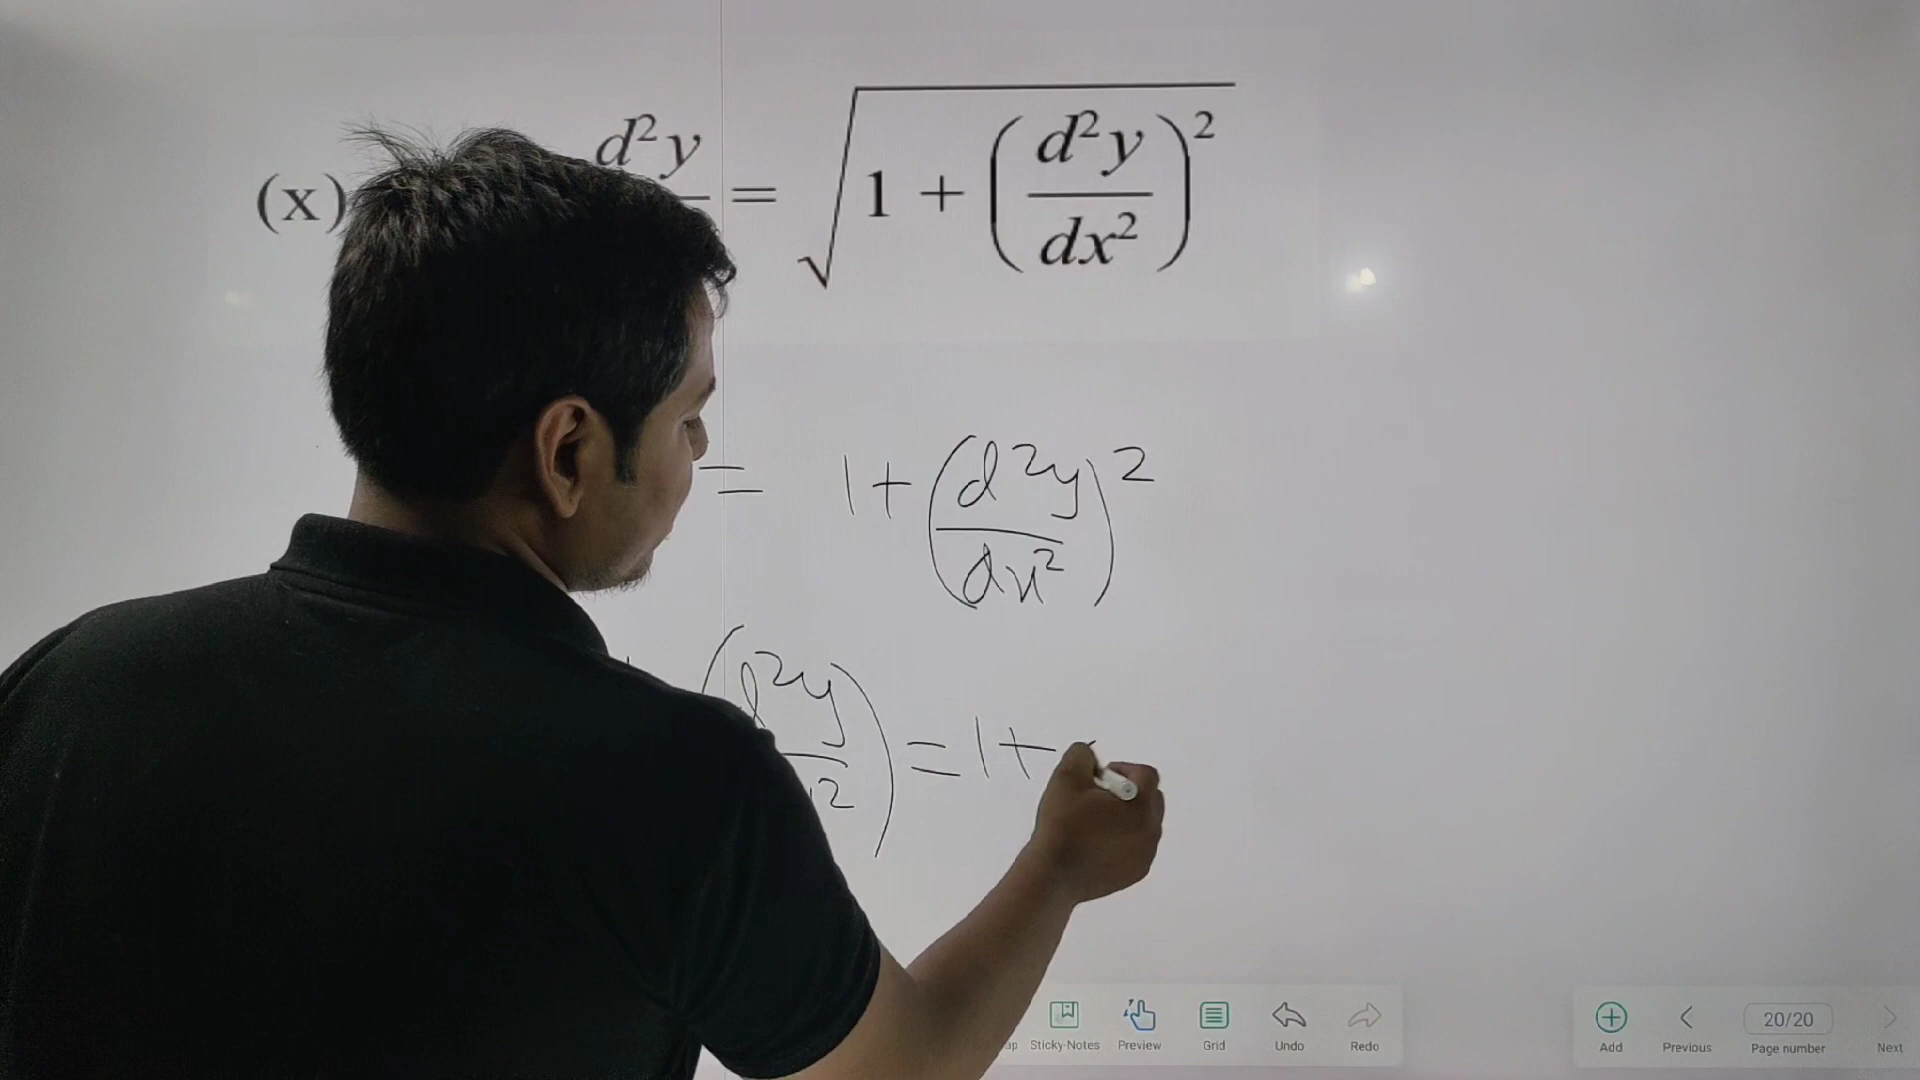 (x) d²y = √1 + (d²y/dx²)²
= 1 + (d²y/dx²)²
(d²y 2) = 1 +
Sticky-Notes Preview Grid Undo Redo Add Previous 20/20 Page number Next